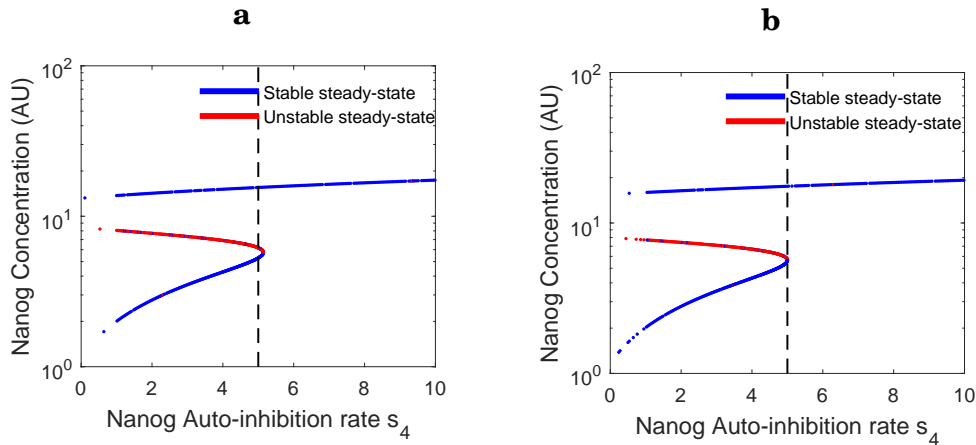 a
10^2
10^1
10^0
Nanog Concentration (AU)
Stable steady-state
Unstable steady-state
0 2 4 6 8 10
Nanog Auto-inhibition rate s_4
b
10^2
10^1
10^0
Nanog Concentration (AU)
Stable steady-state
Unstable steady-state
0 2 4 6 8 10
Nanog Auto-inhibition rate s_4